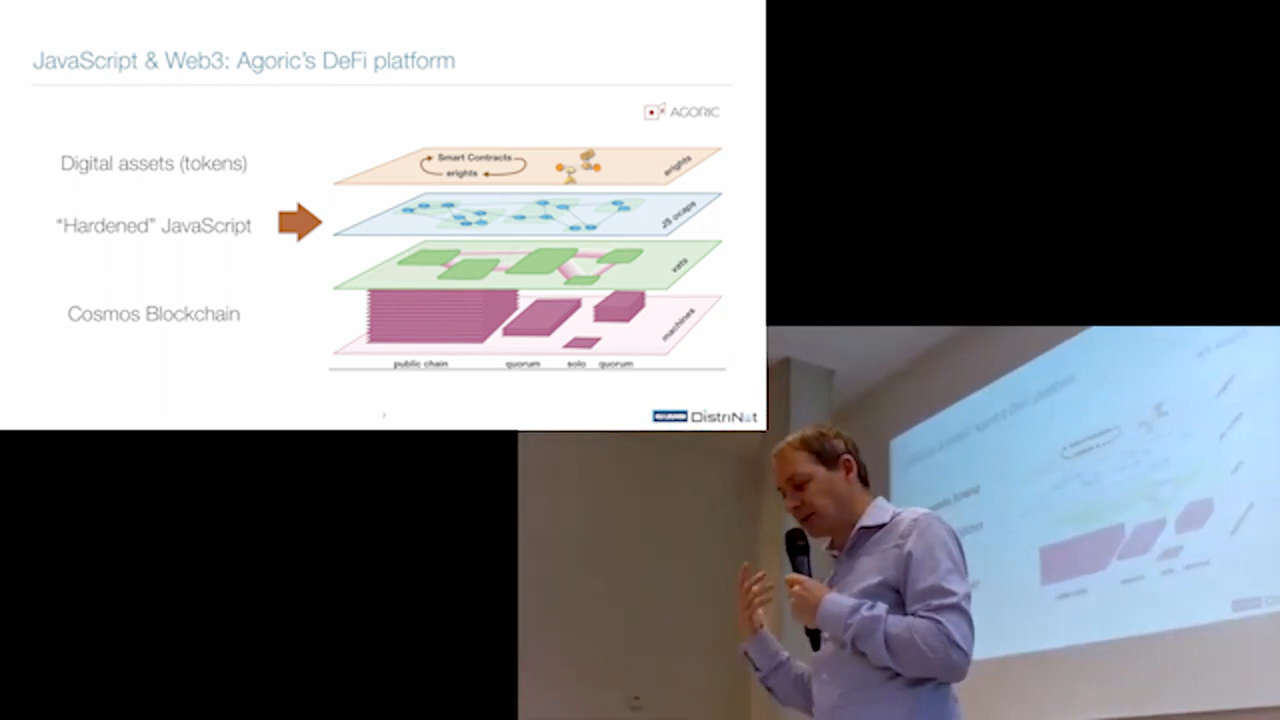 JavaScript & Web3: Agoric's DeFi platform
AGORIC
Digital assets (tokens)
"Hardened" JavaScript
Cosmos Blockchain
Smart Contracts
erights
erights
JS ocaps
vats
machines
public chain
quorum
solo
quorum
7
DistriNet